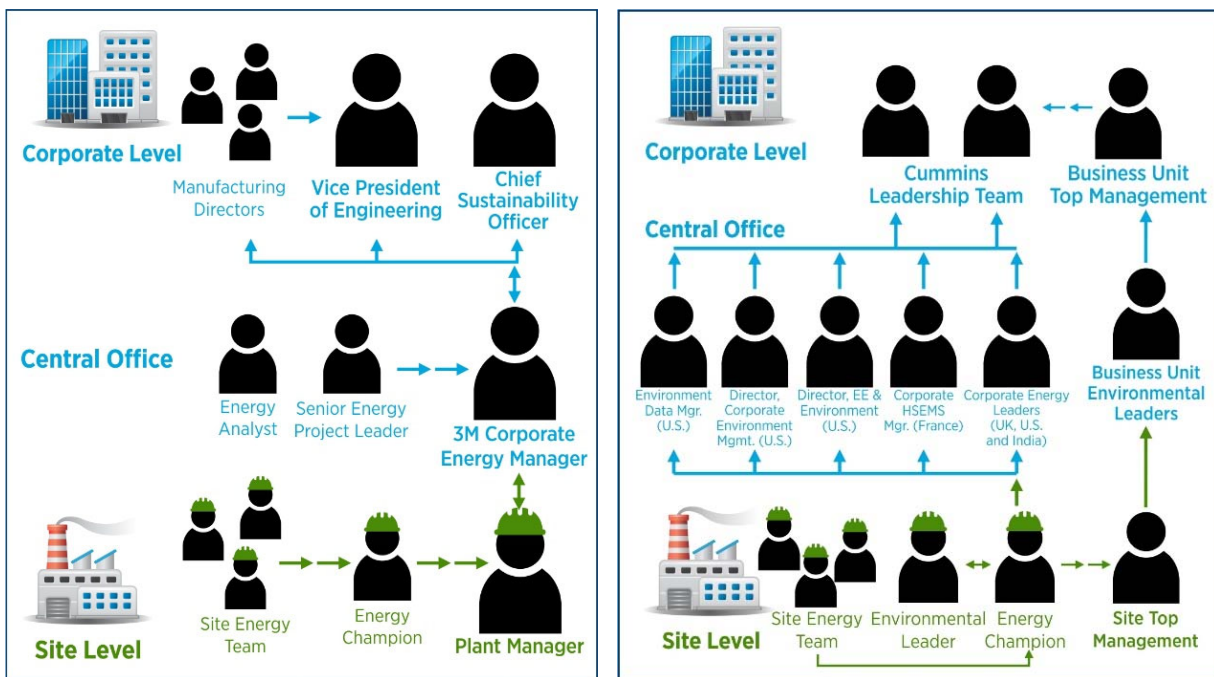 Corporate Level
Manufacturing
Directors
Vice President
of Engineering
Chief
Sustainability
Officer
Central Office
Energy
Analyst
Senior Energy
Project Leader
3M Corporate
Energy Manager
Site Level
Site Energy
Team
Energy
Champion
Plant Manager
Corporate Level
Cummins
Leadership Team
Business Unit
Top Management
Central Office
Environment
Data Mgr.
(U.S.)
Director,
Corporate
Environment
Mgmt. (U.S.)
Director, EE &
Environment
(U.S.)
Corporate
HSEMS
Mgr. (France)
Corporate Energy
Leaders
(UK, U.S.
and India)
Business Unit
Environmental
Leaders
Site Level
Site Energy
Team
Environmental
Leader
Energy
Champion
Site Top
Management